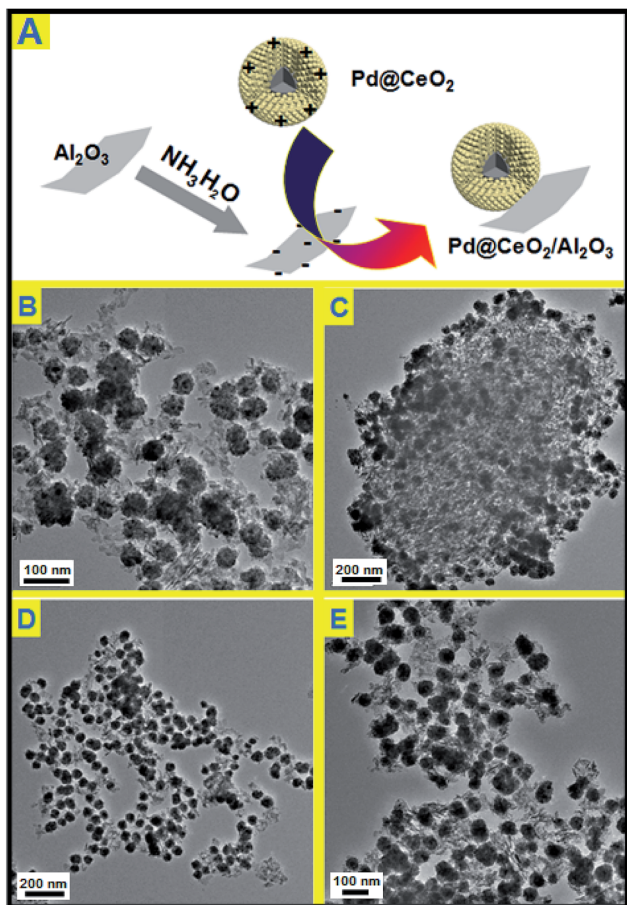 A
Pd@CeO₂
Al₂O₃
NH₃H₂O
Pd@CeO₂/Al₂O₃
B
C
100 nm
200 nm
D
E
200 nm
100 nm